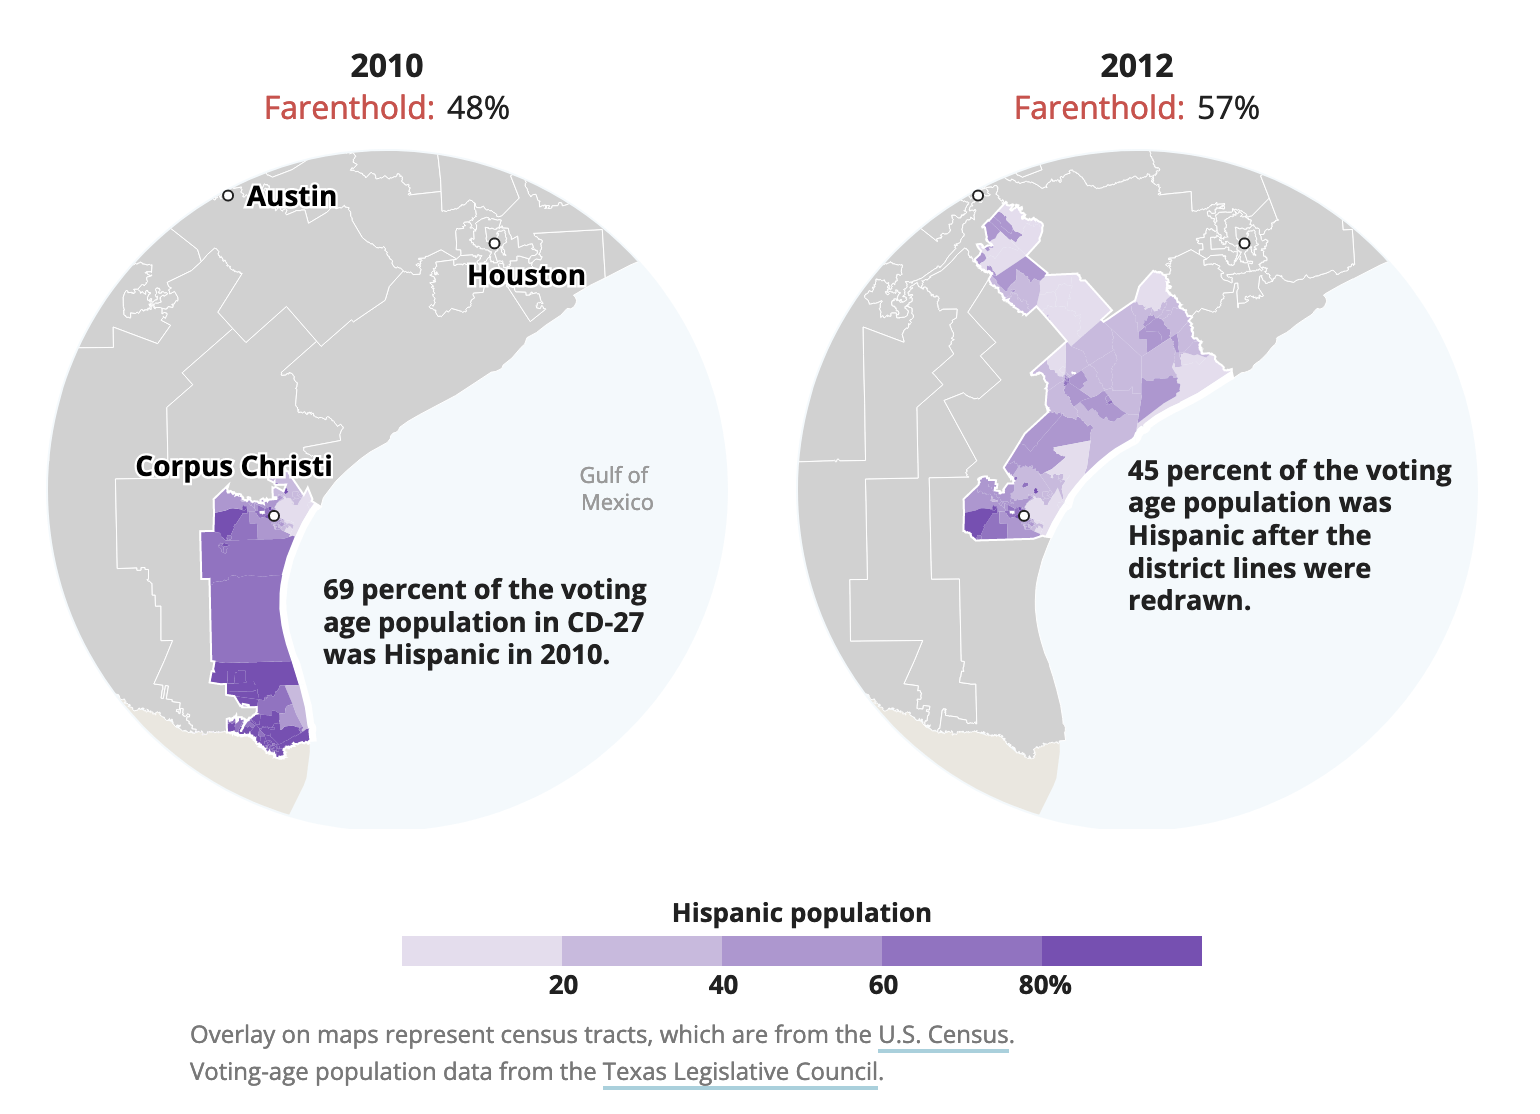 2010
Farenthold: 48%
Austin
Houston
Corpus Christi
Gulf of
Mexico
69 percent of the voting
age population in CD-27
was Hispanic in 2010.
2012
Farenthold: 57%
45 percent of the voting
age population was
Hispanic after the
district lines were
redrawn.
Hispanic population
20 40 60 80%
Overlay on maps represent census tracts, which are from the U.S. Census.
Voting-age population data from the Texas Legislative Council.